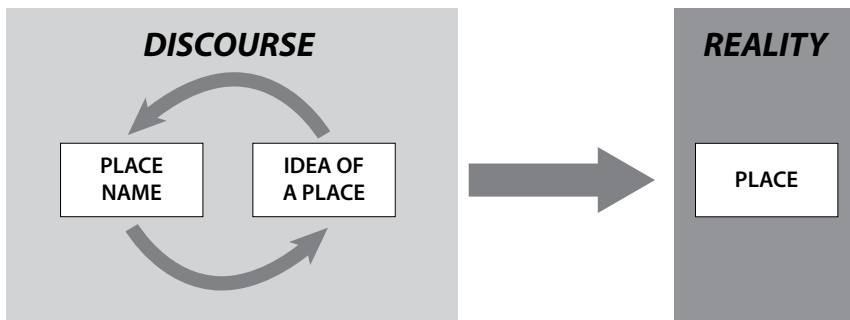 DISCOURSE
PLACE
NAME
IDEA OF
A PLACE
REALITY
PLACE